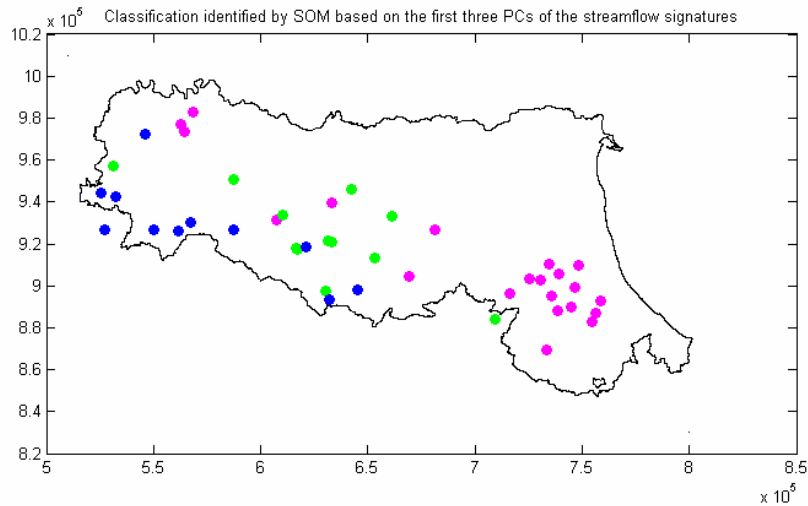 Classification identified by SOM based on the first three PCs of the streamflow signatures
x 10^5
10.2
10
9.8
9.6
9.4
9.2
9
8.8
8.6
8.4
8.2
5 5.5 6 6.5 7 7.5 8 8.5
x 10^5